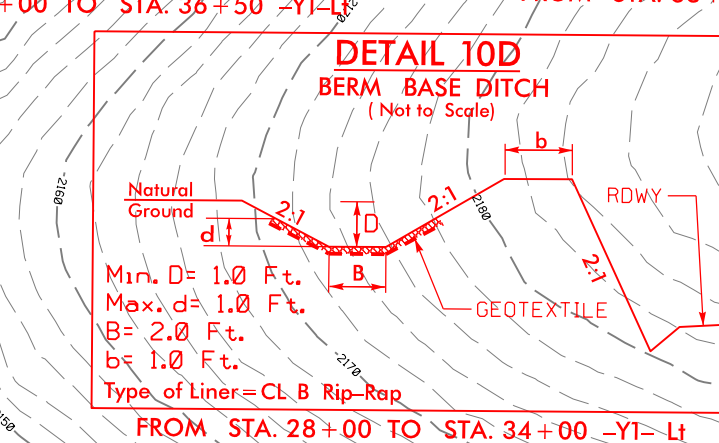 +00 TO STA. 36+50 -Y1-Lt
2170
DETAIL 10D
BERM BASE DITCH
( Not to Scale)
b
2160
Natural
Ground
2:1
D
2:1
2180
RDWY
d
2:1
B
Min. D= 1.0 Ft.
Max. d= 1.0 Ft.
GEOTEXTILE
B= 2.0 Ft.
b= 1.0 Ft.
2170
Type of Liner= CL B Rip-Rap
2150
FROM STA. 28+00 TO STA. 34+00 -Y1- Lt